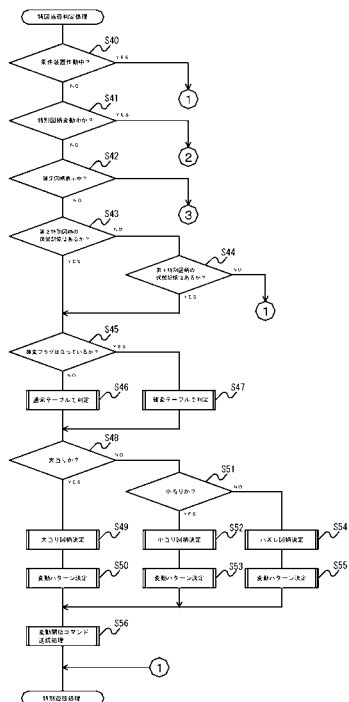 特図当否判定処理
S40
条件装置作動中？
YES
NO
①
S41
特別図柄変動中か？
YES
NO
②
S42
確定図柄表示中？
YES
NO
③
S43
第２特別図柄の
保留記憶はあるか？
NO
YES
S44
第１特別図柄の
保留記憶はあるか？
NO
YES
①
S45
確変フラグは立っているか？
YES
NO
S46
通常テーブルで判定
S47
確変テーブルで判定
S48
大当りか？
NO
YES
S51
小当りか？
NO
YES
S49
大当り図柄決定
S52
小当り図柄決定
S54
ハズレ図柄決定
S50
変動パターン決定
S53
変動パターン決定
S55
変動パターン決定
S56
変動開始コマンド
送信処理
①
特別遊技処理